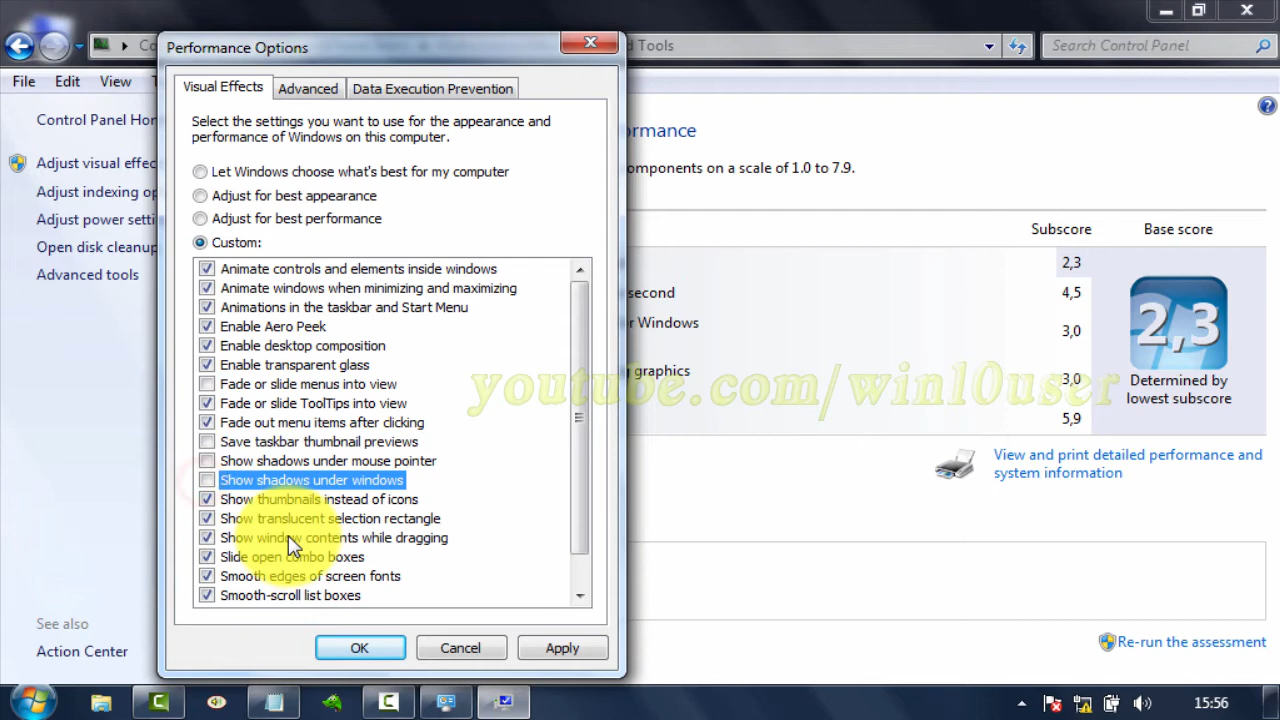 Performance Options
Tools
Search Control Panel
File Edit View
Visual Effects Advanced Data Execution Prevention
Control Panel
Adjust visual
Adjust indexing
Adjust power
Open disk cleanup
Advanced tools
See also
Action Center
Select the settings you want to use for the appearance and
performance of Windows on this computer.
Let Windows choose what's best for my computer
Adjust for best appearance
Adjust for best performance
Custom:
Animate controls and elements inside windows
Animate windows when minimizing and maximizing
Animations in the taskbar and Start Menu
Enable Aero Peek
Enable desktop composition
Enable transparent glass
Fade or slide menus into view
Fade or slide ToolTips into view
Fade out menu items after clicking
Save taskbar thumbnail previews
Show shadows under mouse pointer
Show shadows under windows
Show thumbnails instead of icons
Show translucent selection rectangle
Show window contents while dragging
Slide open combo boxes
Smooth edges of screen fonts
Smooth-scroll list boxes
OK Cancel Apply
omponents on a scale of 1.0 to 7.9.
Subscore Base score
2,3
second 4,5
Windows 3,0
graphics 3,0
5,9
2,3
Determined by
lowest subscore
youtube.com/win10user
View and print detailed performance and
system information
Re-run the assessment
15:56